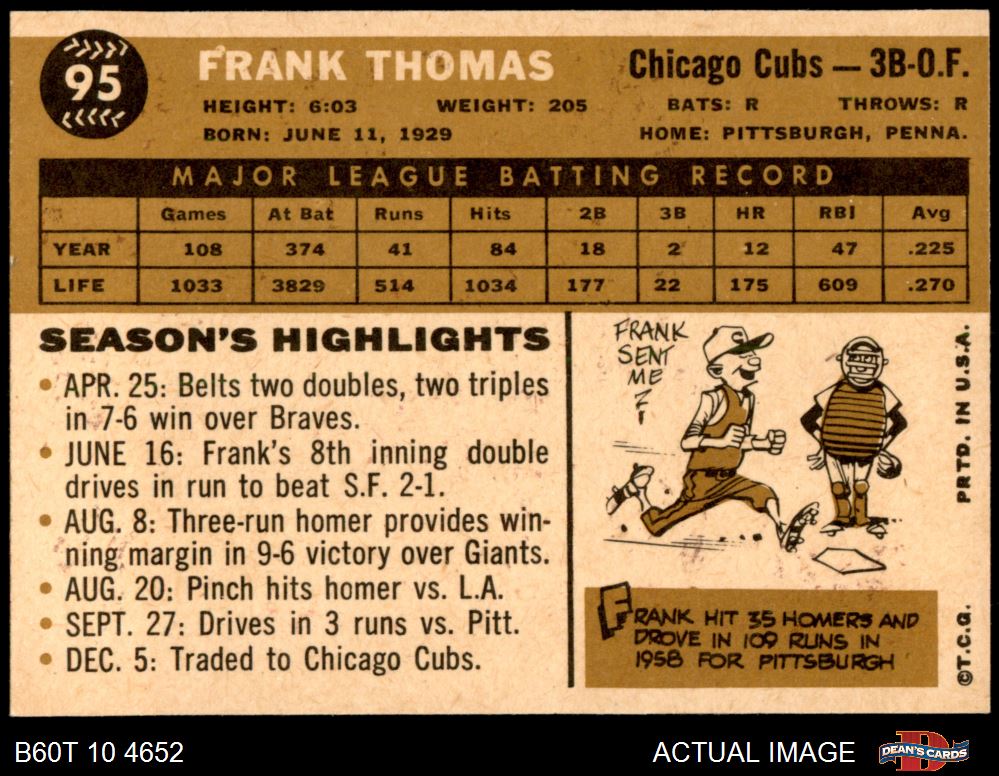 95
FRANK THOMAS
Chicago Cubs — 3B-O.F.
HEIGHT: 6:03 WEIGHT: 205 BATS: R THROWS: R
BORN: JUNE 11, 1929 HOME: PITTSBURGH, PENNA.
MAJOR LEAGUE BATTING RECORD
Games At Bat Runs Hits 2B 3B HR RBI Avg
YEAR 108 374 41 84 18 2 12 47 .225
LIFE 1033 3829 514 1034 177 22 175 609 .270
SEASON'S HIGHLIGHTS
• APR. 25: Belts two doubles, two triples
in 7-6 win over Braves.
• JUNE 16: Frank's 8th inning double
drives in run to beat S.F. 2-1.
• AUG. 8: Three-run homer provides win-
ning margin in 9-6 victory over Giants.
• AUG. 20: Pinch hits homer vs. L.A.
• SEPT. 27: Drives in 3 runs vs. Pitt.
• DEC. 5: Traded to Chicago Cubs.
FRANK
SENT
ME
FRANK HIT 35 HOMERS AND
DROVE IN 109 RUNS IN
1958 FOR PITTSBURGH
©T.C.G. PRTD. IN U.S.A.
B60T 10 4652
ACTUAL IMAGE
DEAN'S CARDS